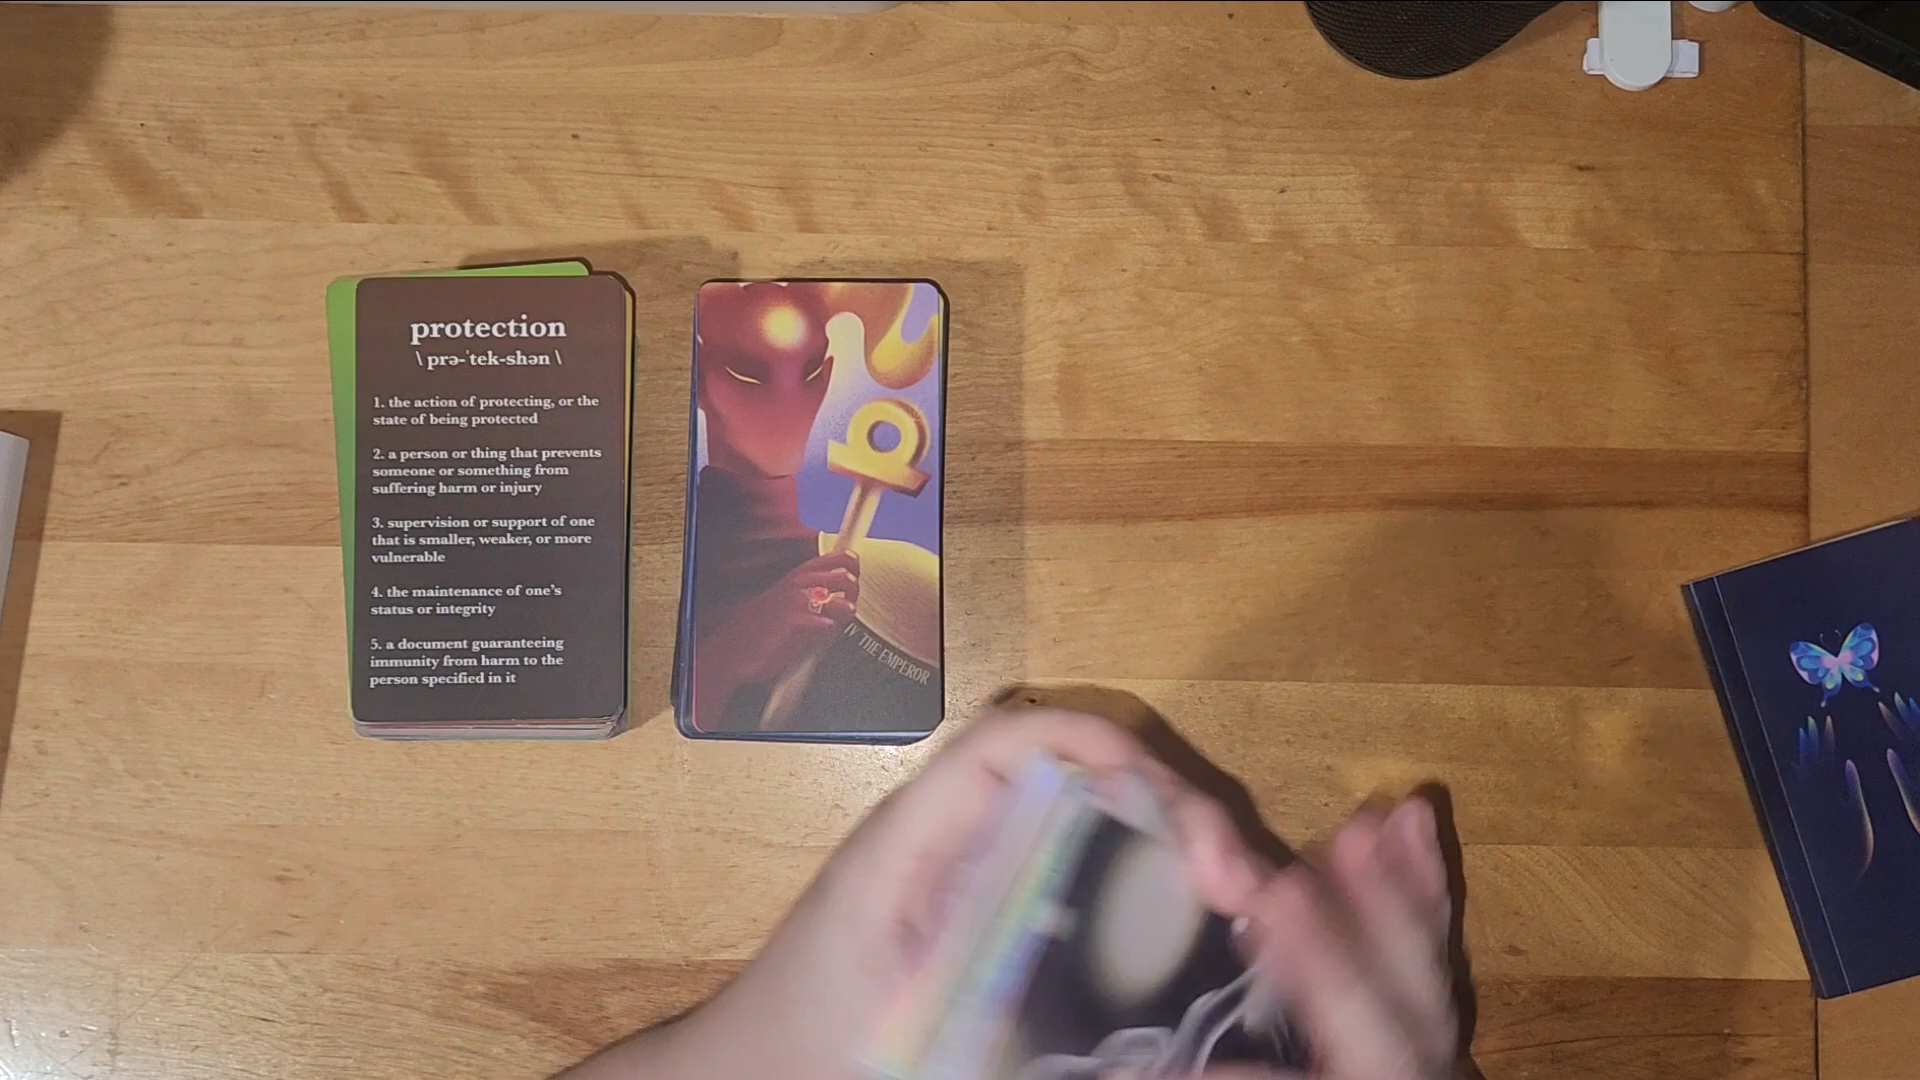 protection
\ prə-ˈtek-shən \
1. the action of protecting, or the
state of being protected
2. a person or thing that prevents
someone or something from
suffering harm or injury
3. supervision or support of one
that is smaller, weaker, or more
vulnerable
4. the maintenance of one's
status or integrity
5. a document guaranteeing
immunity from harm to the
person specified in it
IV THE EMPEROR